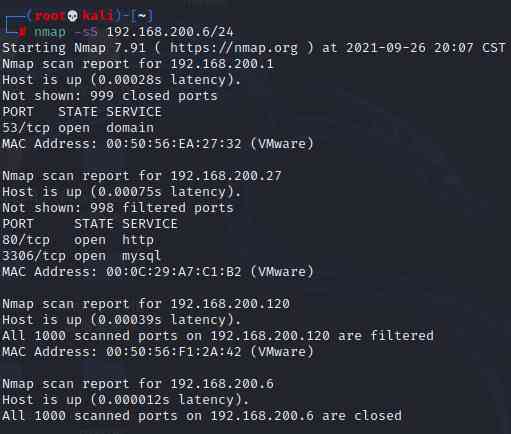 ┌──(root💀kali)-[~]
└─# nmap -sS 192.168.200.6/24
Starting Nmap 7.91 ( https://nmap.org ) at 2021-09-26 20:07 CST
Nmap scan report for 192.168.200.1
Host is up (0.00028s latency).
Not shown: 999 closed ports
PORT   STATE SERVICE
53/tcp open  domain
MAC Address: 00:50:56:EA:27:32 (VMware)

Nmap scan report for 192.168.200.27
Host is up (0.00075s latency).
Not shown: 998 filtered ports
PORT     STATE SERVICE
80/tcp   open  http
3306/tcp open  mysql
MAC Address: 00:0C:29:A7:C1:B2 (VMware)

Nmap scan report for 192.168.200.120
Host is up (0.00039s latency).
All 1000 scanned ports on 192.168.200.120 are filtered
MAC Address: 00:50:56:F1:2A:42 (VMware)

Nmap scan report for 192.168.200.6
Host is up (0.000012s latency).
All 1000 scanned ports on 192.168.200.6 are closed